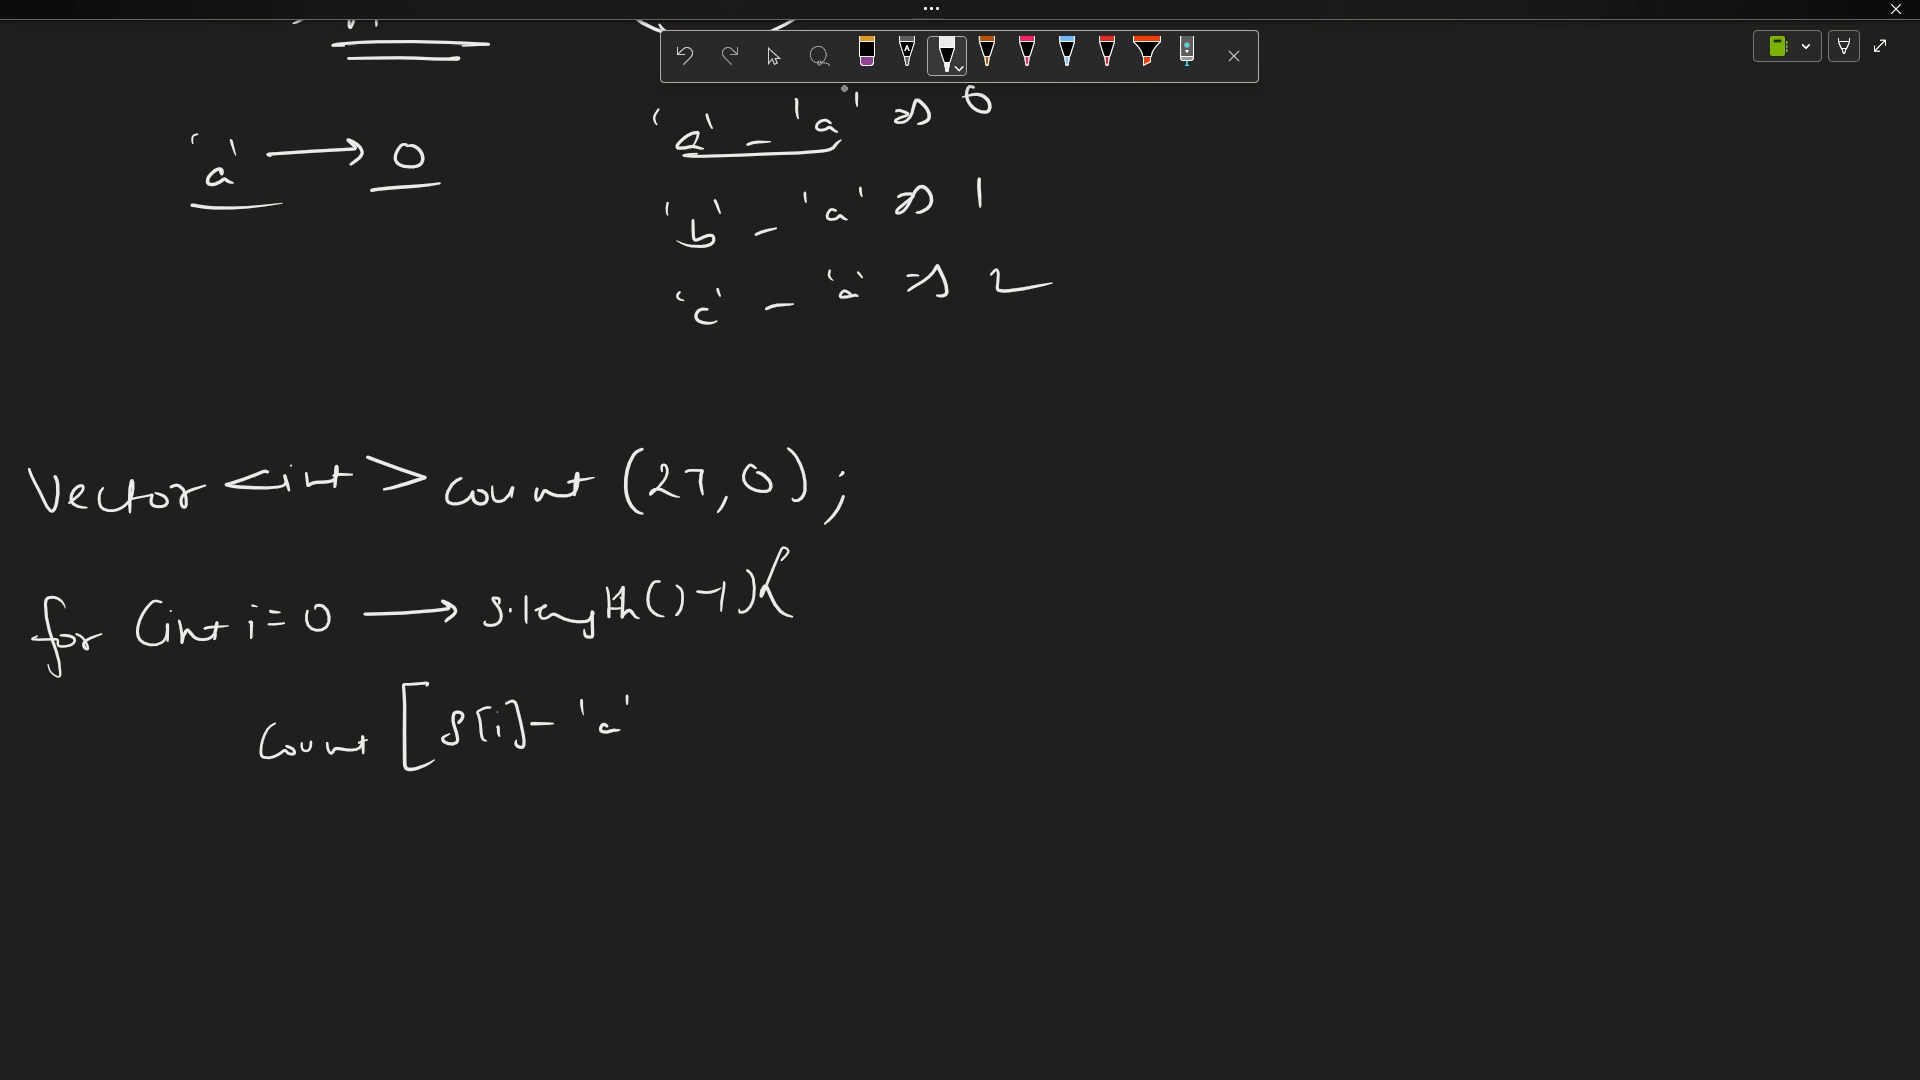 'a' → 0
'a' - 'a' => 0
'b' - 'a' => 1
'c' - 'a' => 2
Vector <int> count (27,0);
for (int i=0 → s.length()-1){
Count [s[i]- 'a'